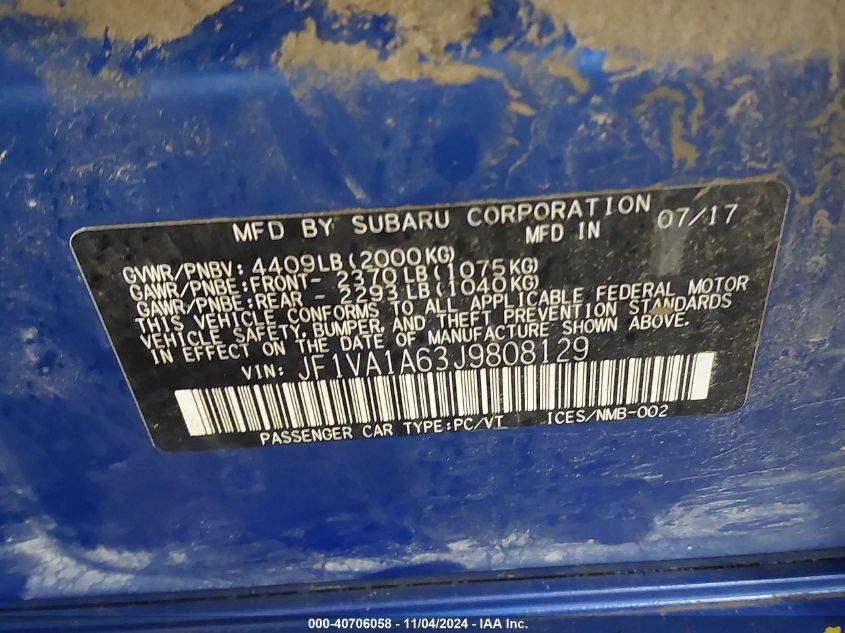 MFD BY SUBARU CORPORATION
MFD IN 07/17
GVWR/PNBV: 4409LB(2000KG)
GAWR/PNBE:FRONT- 2370LB(1075KG)
GAWR/PNBE:REAR - 2293LB(1040KG)
THIS VEHICLE CONFORMS TO ALL APPLICABLE FEDERAL MOTOR
VEHICLE SAFETY, BUMPER, AND THEFT PREVENTION STANDARDS
IN EFFECT ON THE DATE OF MANUFACTURE SHOWN ABOVE.
VIN: JF1VA1A63J9808129
PASSENGER CAR TYPE:PC/VT ICES/NMB-002
000-40706058 - 11/04/2024 - IAA Inc.